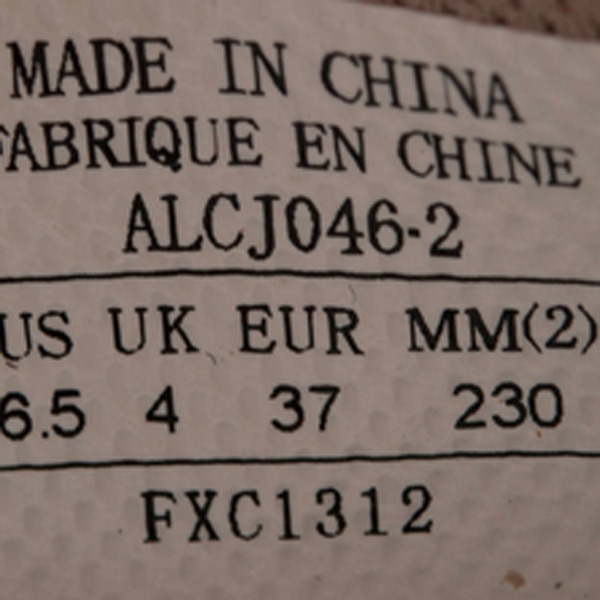 MADE IN CHINA
FABRIQUE EN CHINE
ALCJ046-2
US UK EUR MM(2)
6.5 4 37 230
FXC1312